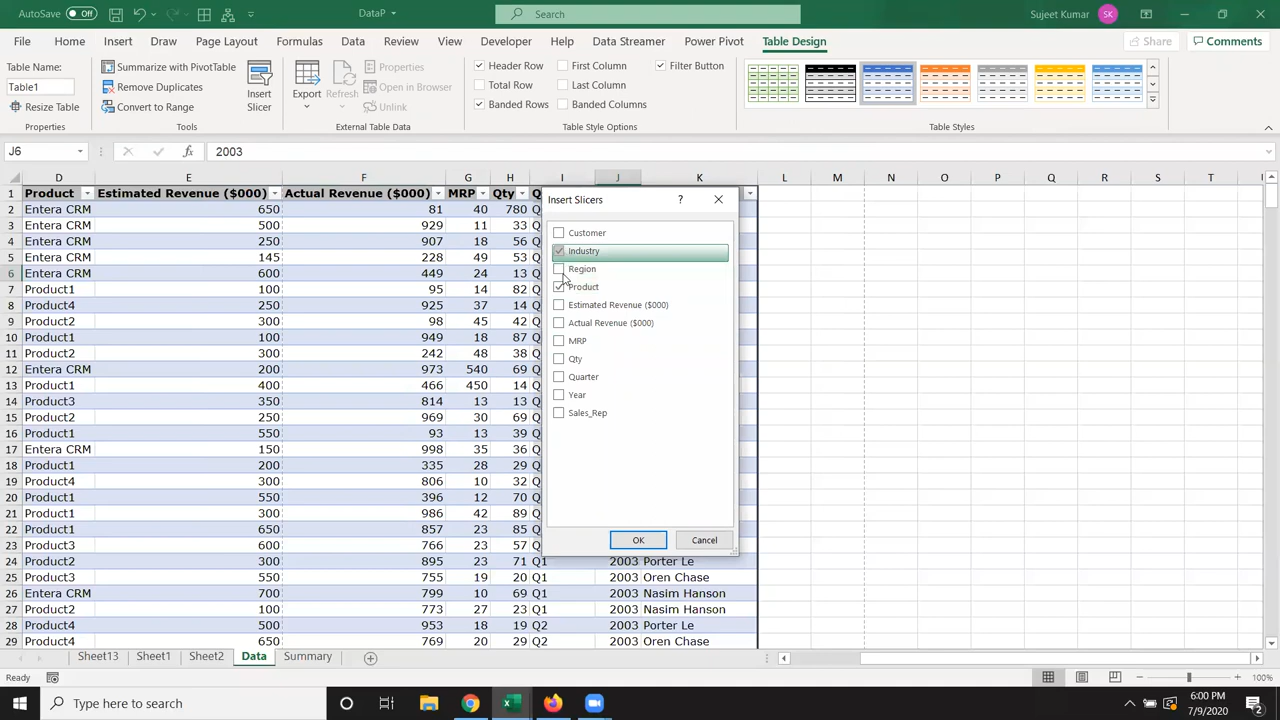 AutoSave Off DataP Search Sujeet Kumar SK
File Home Insert Draw Page Layout Formulas Data Review View Developer Help Data Streamer Power Pivot Table Design Share Comments
Table Name: Summarize with PivotTable Properties Header Row First Column Filter Button
Table1 Remove Duplicates Insert Slicer Export Refresh Open in Browser Total Row Last Column
Resize Table Convert to Range Unlink Banded Rows Banded Columns
Properties Tools External Table Data Table Style Options Table Styles
J6 fx 2003
D E F G H I J K L M N O P Q R S T
1 Product Estimated Revenue ($000) Actual Revenue ($000) MRP Qty
2 Entera CRM 650 81 40 780
3 Entera CRM 500 929 11 33
4 Entera CRM 250 907 18 56
5 Entera CRM 145 228 49 53
6 Entera CRM 600 449 24 13
7 Product1 100 95 14 82
8 Product4 250 925 37 14
9 Product2 300 98 45 42
10 Product1 100 949 18 87
11 Product2 300 242 48 38
12 Entera CRM 200 973 540 69
13 Product1 400 466 450 14
14 Product3 350 814 13 13
15 Product2 250 969 30 69
16 Product1 550 93 13 39
17 Entera CRM 150 998 35 36
18 Product1 200 335 28 29
19 Product4 300 806 10 32
20 Product1 550 396 12 70
21 Product1 300 986 42 89
22 Product1 650 857 23 85
23 Product3 600 766 23 57
24 Product2 300 895 23 71 Q1 2003 Porter Le
25 Product3 550 755 19 20 Q1 2003 Oren Chase
26 Entera CRM 700 799 10 69 Q1 2003 Nasim Hanson
27 Product2 100 773 27 23 Q1 2003 Nasim Hanson
28 Product4 500 953 18 19 Q2 2003 Porter Le
29 Product4 650 769 20 29 Q2 2003 Oren Chase
Insert Slicers ?
Customer
Industry
Region
Product
Estimated Revenue ($000)
Actual Revenue ($000)
MRP
Qty
Quarter
Year
Sales_Rep
OK Cancel
Sheet13 Sheet1 Sheet2 Data Summary
Ready 100%
Type here to search 6:00 PM
7/9/2020 2